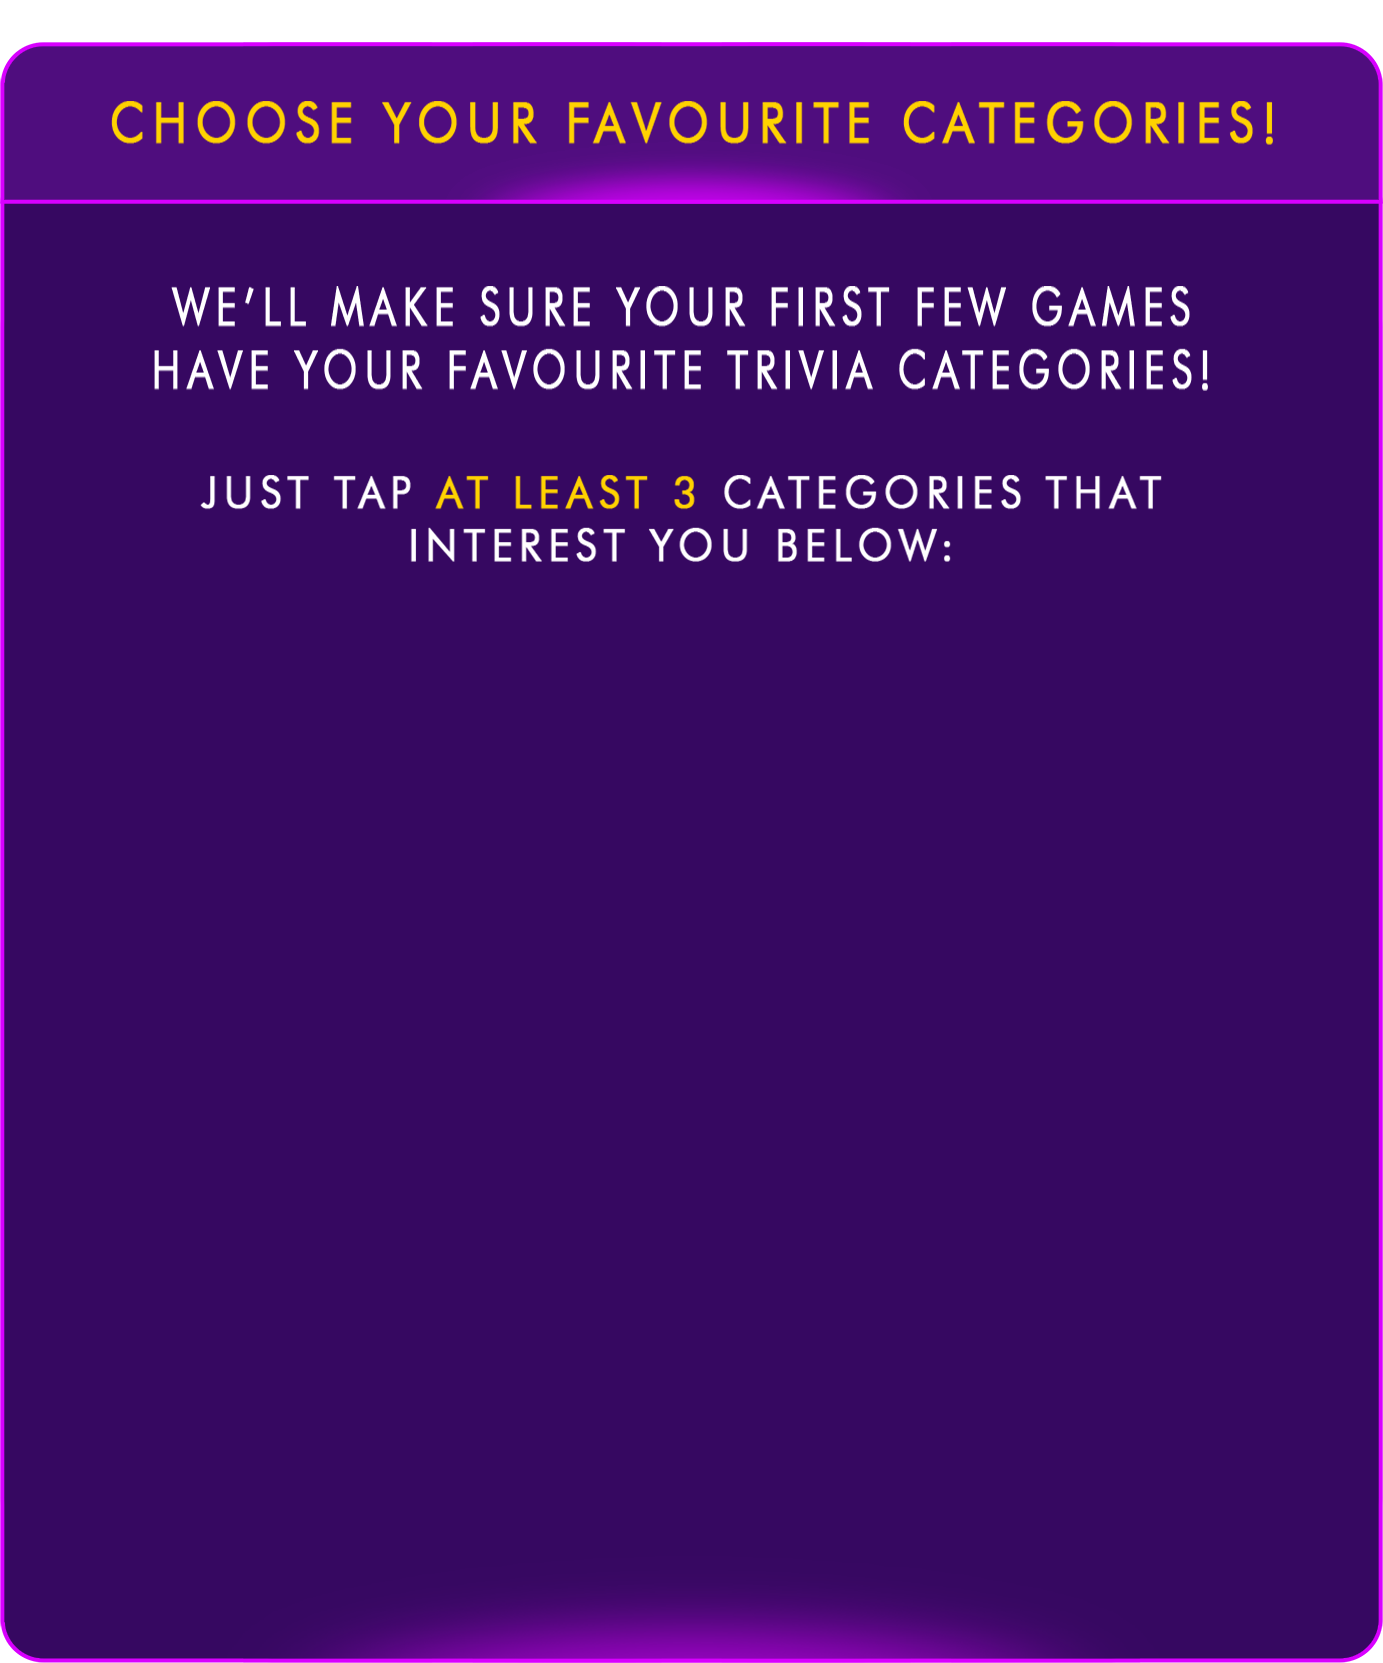 CHOOSE YOUR FAVOURITE CATEGORIES!
WE’LL MAKE SURE YOUR FIRST FEW GAMES
HAVE YOUR FAVOURITE TRIVIA CATEGORIES!
JUST TAP AT LEAST 3 CATEGORIES THAT
INTEREST YOU BELOW: